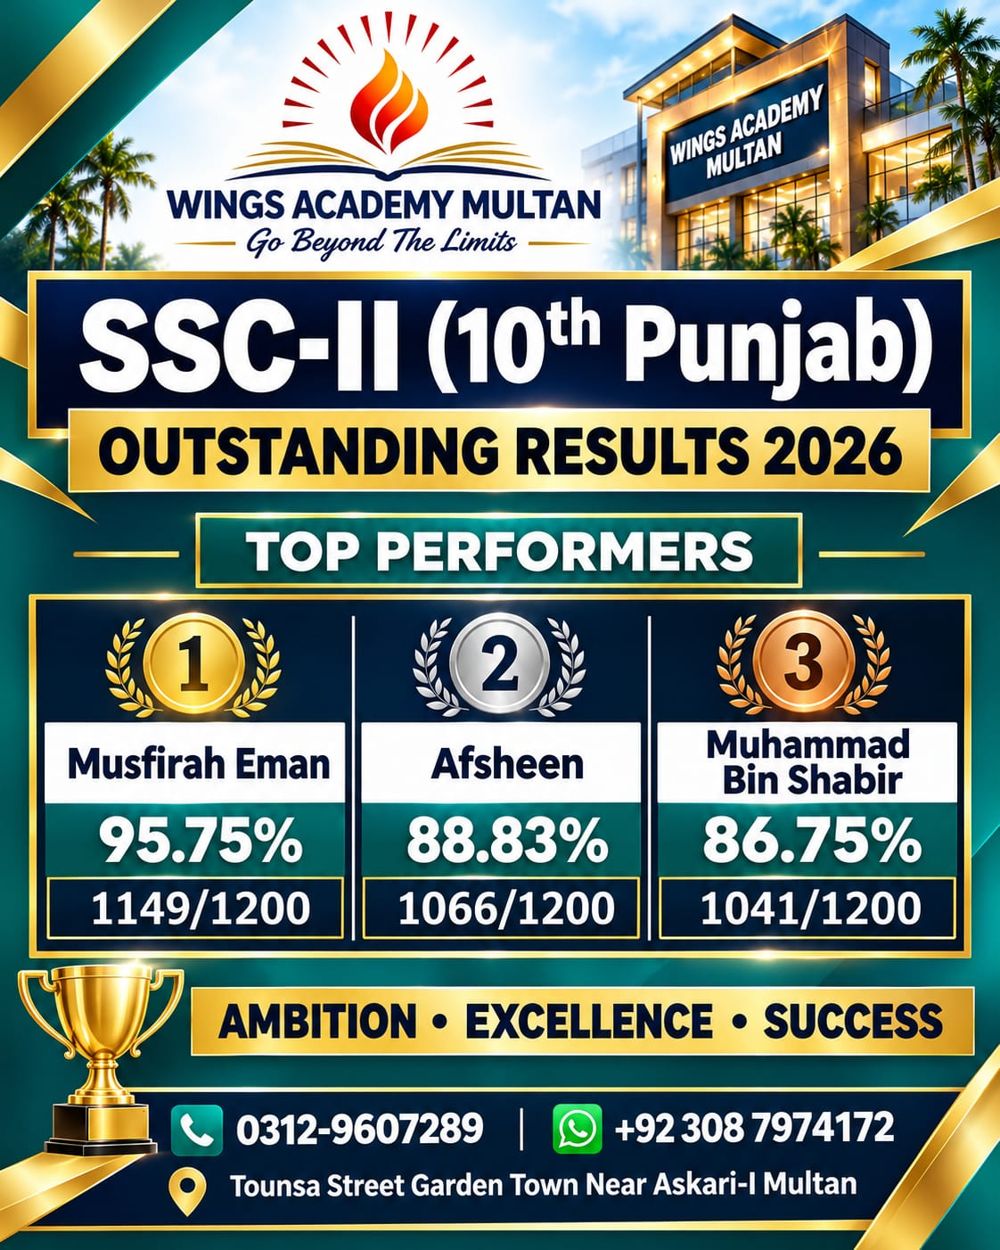 WINGS ACADEMY MULTAN
Go Beyond The Limits
WINGS ACADEMY
MULTAN
SSC-II (10th Punjab)
OUTSTANDING RESULTS 2026
TOP PERFORMERS
1
2
3
Musfirah Eman
Afsheen
Muhammad
Bin Shabir
95.75%
88.83%
86.75%
1149/1200
1066/1200
1041/1200
AMBITION • EXCELLENCE • SUCCESS
0312-9607289 | +92 308 7974172
Tounsa Street Garden Town Near Askari-I Multan